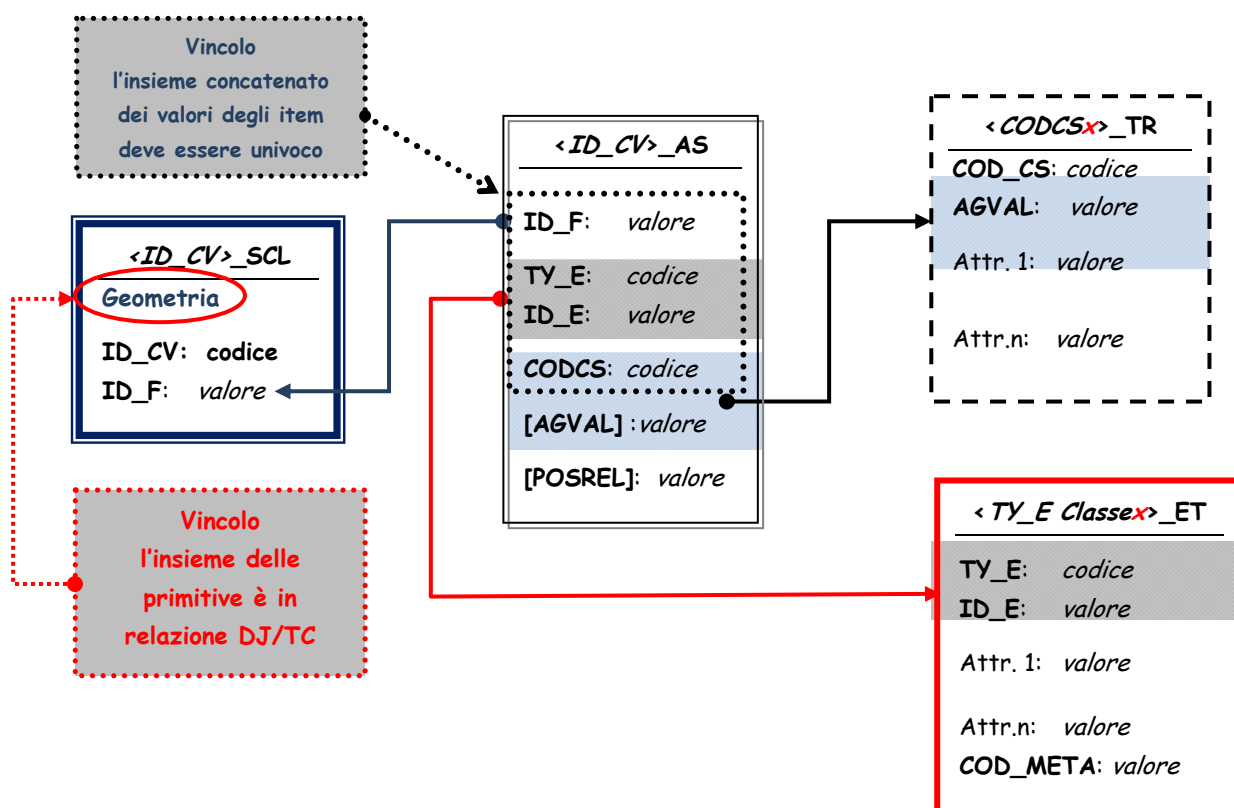 Vincolo
l'insieme concatenato
dei valori degli item
deve essere univoco
<ID_CV>_SCL
Geometria
ID_CV: codice
ID_F: valore
Vincolo
l'insieme delle
primitive è in
relazione DJ/TC
<ID_CV>_AS
ID_F: valore
TY_E: codice
ID_E: valore
CODCS: codice
[AGVAL] :valore
[POSREL]: valore
<CODCSx>_TR
COD_CS: codice
AGVAL: valore
Attr. 1: valore
Attr.n: valore
<TY_E Classex>_ET
TY_E: codice
ID_E: valore
Attr. 1: valore
Attr.n: valore
COD_META: valore